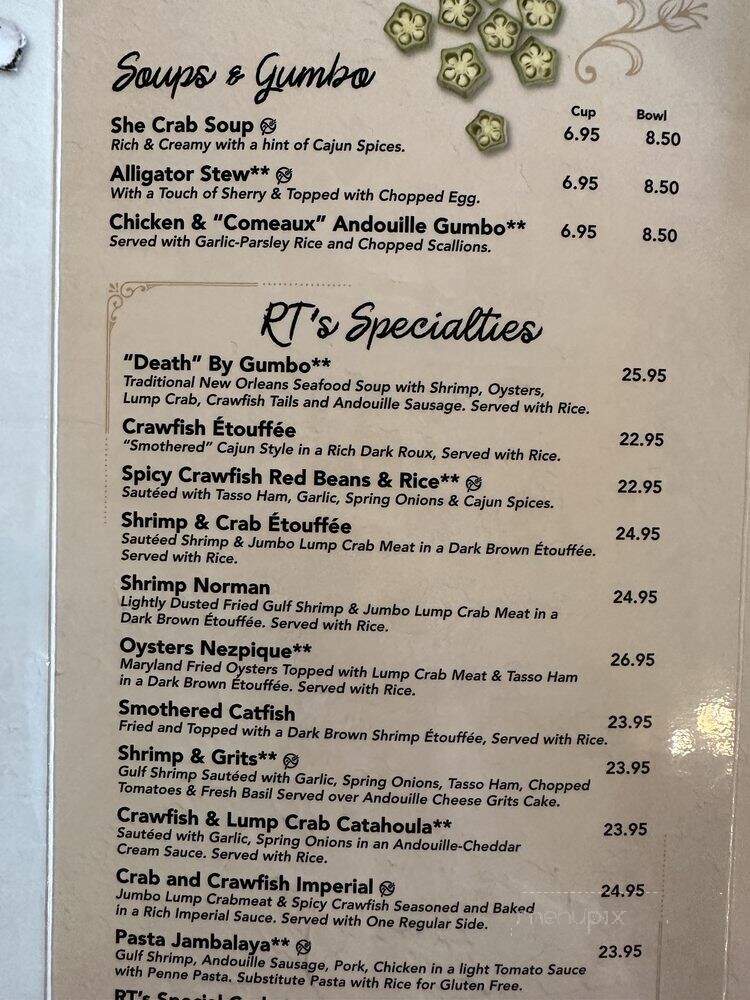 Soups & Gumbo
Cup Bowl
She Crab Soup 6.95 8.50
Rich & Creamy with a hint of Cajun Spices.
Alligator Stew** 6.95 8.50
With a Touch of Sherry & Topped with Chopped Egg.
Chicken & "Comeaux" Andouille Gumbo** 6.95 8.50
Served with Garlic-Parsley Rice and Chopped Scallions.
RT's Specialties
"Death" By Gumbo** 25.95
Traditional New Orleans Seafood Soup with Shrimp, Oysters,
Lump Crab, Crawfish Tails and Andouille Sausage. Served with Rice.
Crawfish Étouffée 22.95
"Smothered" Cajun Style in a Rich Dark Roux, Served with Rice.
Spicy Crawfish Red Beans & Rice** 22.95
Sautéed with Tasso Ham, Garlic, Spring Onions & Cajun Spices.
Shrimp & Crab Étouffée 24.95
Sautéed Shrimp & Jumbo Lump Crab Meat in a Dark Brown Étouffée.
Served with Rice.
Shrimp Norman 24.95
Lightly Dusted Fried Gulf Shrimp & Jumbo Lump Crab Meat in a
Dark Brown Étouffée. Served with Rice.
Oysters Nezpique** 26.95
Maryland Fried Oysters Topped with Lump Crab Meat & Tasso Ham
in a Dark Brown Étouffée. Served with Rice.
Smothered Catfish 23.95
Fried and Topped with a Dark Brown Shrimp Étouffée, Served with Rice.
Shrimp & Grits** 23.95
Gulf Shrimp Sautéed with Garlic, Spring Onions, Tasso Ham, Chopped
Tomatoes & Fresh Basil Served over Andouille Cheese Grits Cake.
Crawfish & Lump Crab Catahoula** 23.95
Sautéed with Garlic, Spring Onions in an Andouille-Cheddar
Cream Sauce. Served with Rice.
Crab and Crawfish Imperial 24.95
Jumbo Lump Crabmeat & Spicy Crawfish Seasoned and Baked
in a Rich Imperial Sauce. Served with One Regular Side.
menupix
Pasta Jambalaya** 23.95
Gulf Shrimp, Andouille Sausage, Pork, Chicken in a light Tomato Sauce
with Penne Pasta. Substitute Pasta with Rice for Gluten Free.
RT's Special